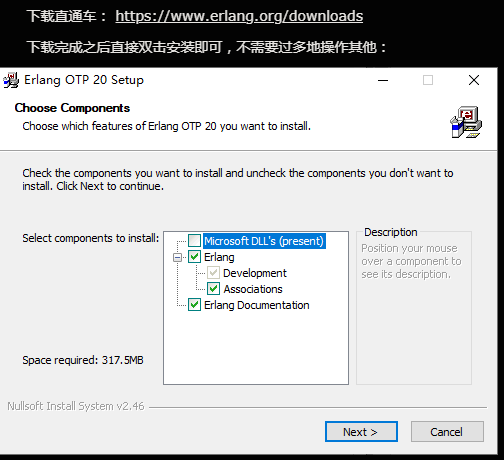 下载直通车： https://www.erlang.org/downloads
下载完成之后直接双击安装即可，不需要过多地操作其他：
Erlang OTP 20 Setup
Choose Components
Choose which features of Erlang OTP 20 you want to install.
Check the components you want to install and uncheck the components you don't want to
install. Click Next to continue.
Select components to install:
Microsoft DLL's (present)
Erlang
Development
Associations
Erlang Documentation
Description
Position your mouse
over a component to
see its description.
Space required: 317.5MB
Nullsoft Install System v2.46
Next >
Cancel